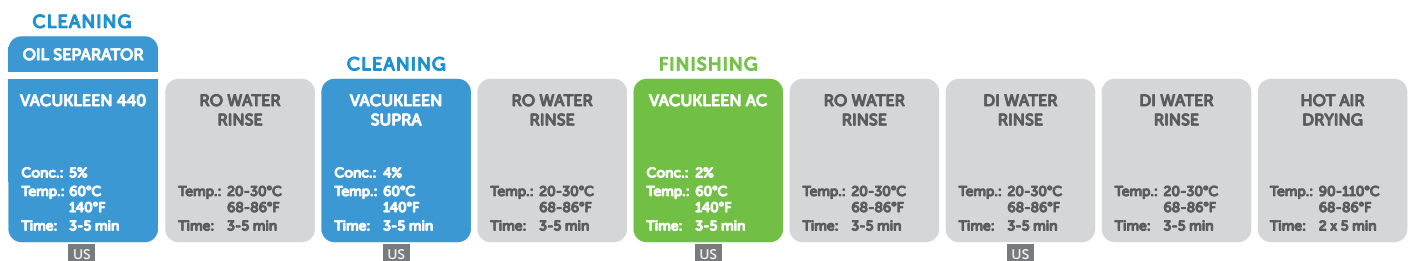 CLEANING
OIL SEPARATOR
VACUKLEEN 440
Conc.: 5%
Temp.: 60°C
140°F
Time: 3-5 min
US
RO WATER
RINSE
Temp.: 20-30°C
68-86°F
Time: 3-5 min
CLEANING
VACUKLEEN
SUPRA
Conc.: 4%
Temp.: 60°C
140°F
Time: 3-5 min
US
RO WATER
RINSE
Temp.: 20-30°C
68-86°F
Time: 3-5 min
FINISHING
VACUKLEEN AC
Conc.: 2%
Temp.: 60°C
140°F
Time: 3-5 min
US
RO WATER
RINSE
Temp.: 20-30°C
68-86°F
Time: 3-5 min
DI WATER
RINSE
Temp.: 20-30°C
68-86°F
Time: 3-5 min
US
DI WATER
RINSE
Temp.: 20-30°C
68-86°F
Time: 3-5 min
HOT AIR
DRYING
Temp.: 90-110°C
68-86°F
Time: 2 x 5 min